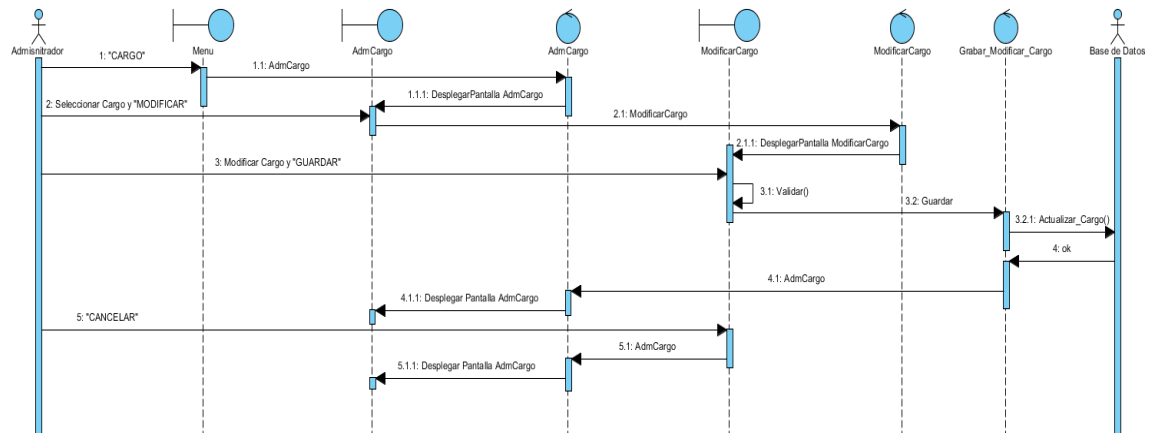 Admisnitrador
Menu
AdmCargo
AdmCargo
ModificarCargo
ModificarCargo
Grabar_Modificar_Cargo
Base de Datos
1: "CARGO"
1.1: AdmCargo
1.1.1: DesplegarPantalla AdmCargo
2: Seleccionar Cargo y "MODIFICAR"
2.1: ModificarCargo
2.1.1: DesplegarPantalla ModificarCargo
3: Modificar Cargo y "GUARDAR"
3.1: Validar()
3.2: Guardar
3.2.1: Actualizar_Cargo()
4: ok
4.1: AdmCargo
4.1.1: Desplegar Pantalla AdmCargo
5: "CANCELAR"
5.1: AdmCargo
5.1.1: Desplegar Pantalla AdmCargo